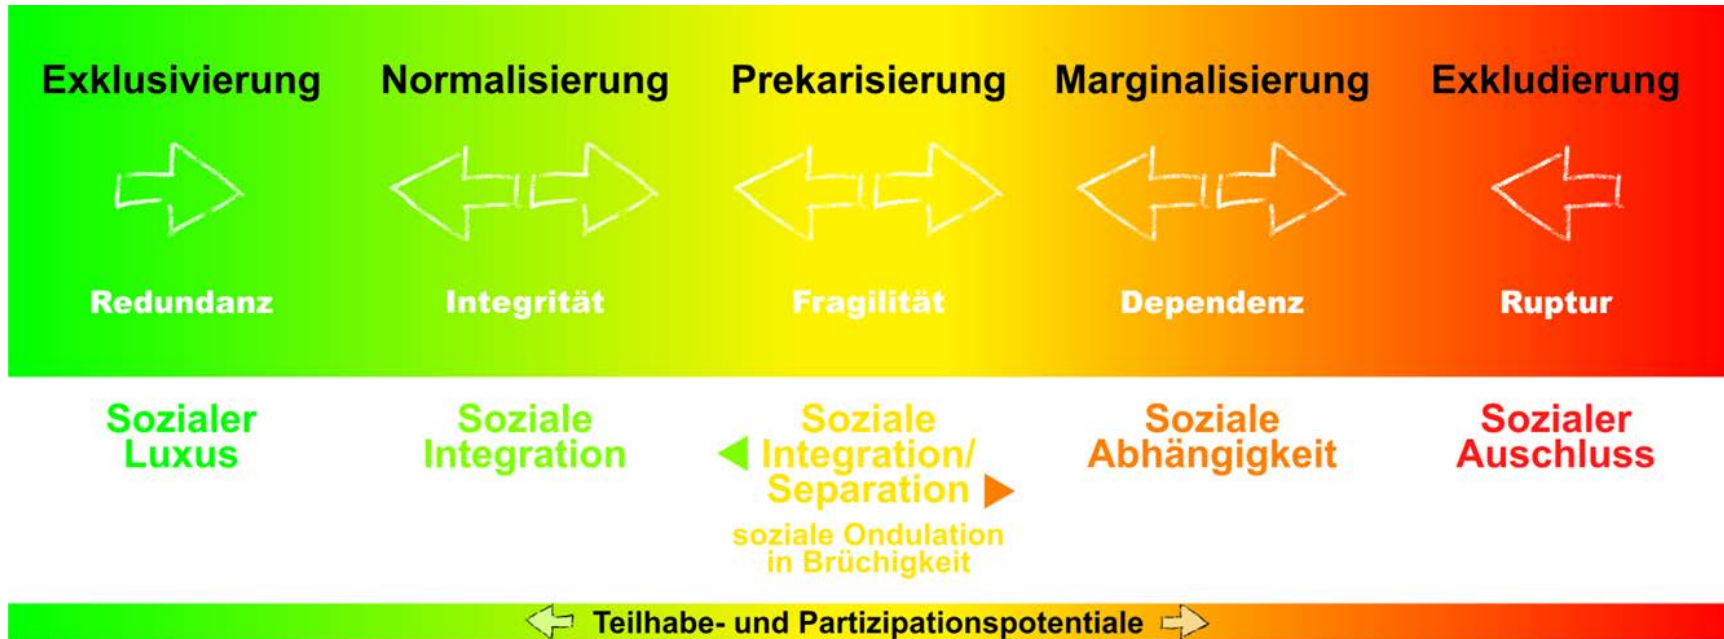 Exklusivierung Normalisierung Prekarisierung Marginalisierung Exkludierung
Redundanz Integrität Fragilität Dependenz Ruptur
Sozialer Luxus
Soziale Integration
Soziale Integration/ Separation
soziale Ondulation
in Brüchigkeit
Soziale Abhängigkeit
Sozialer Auschluss
Teilhabe- und Partizipationspotentiale